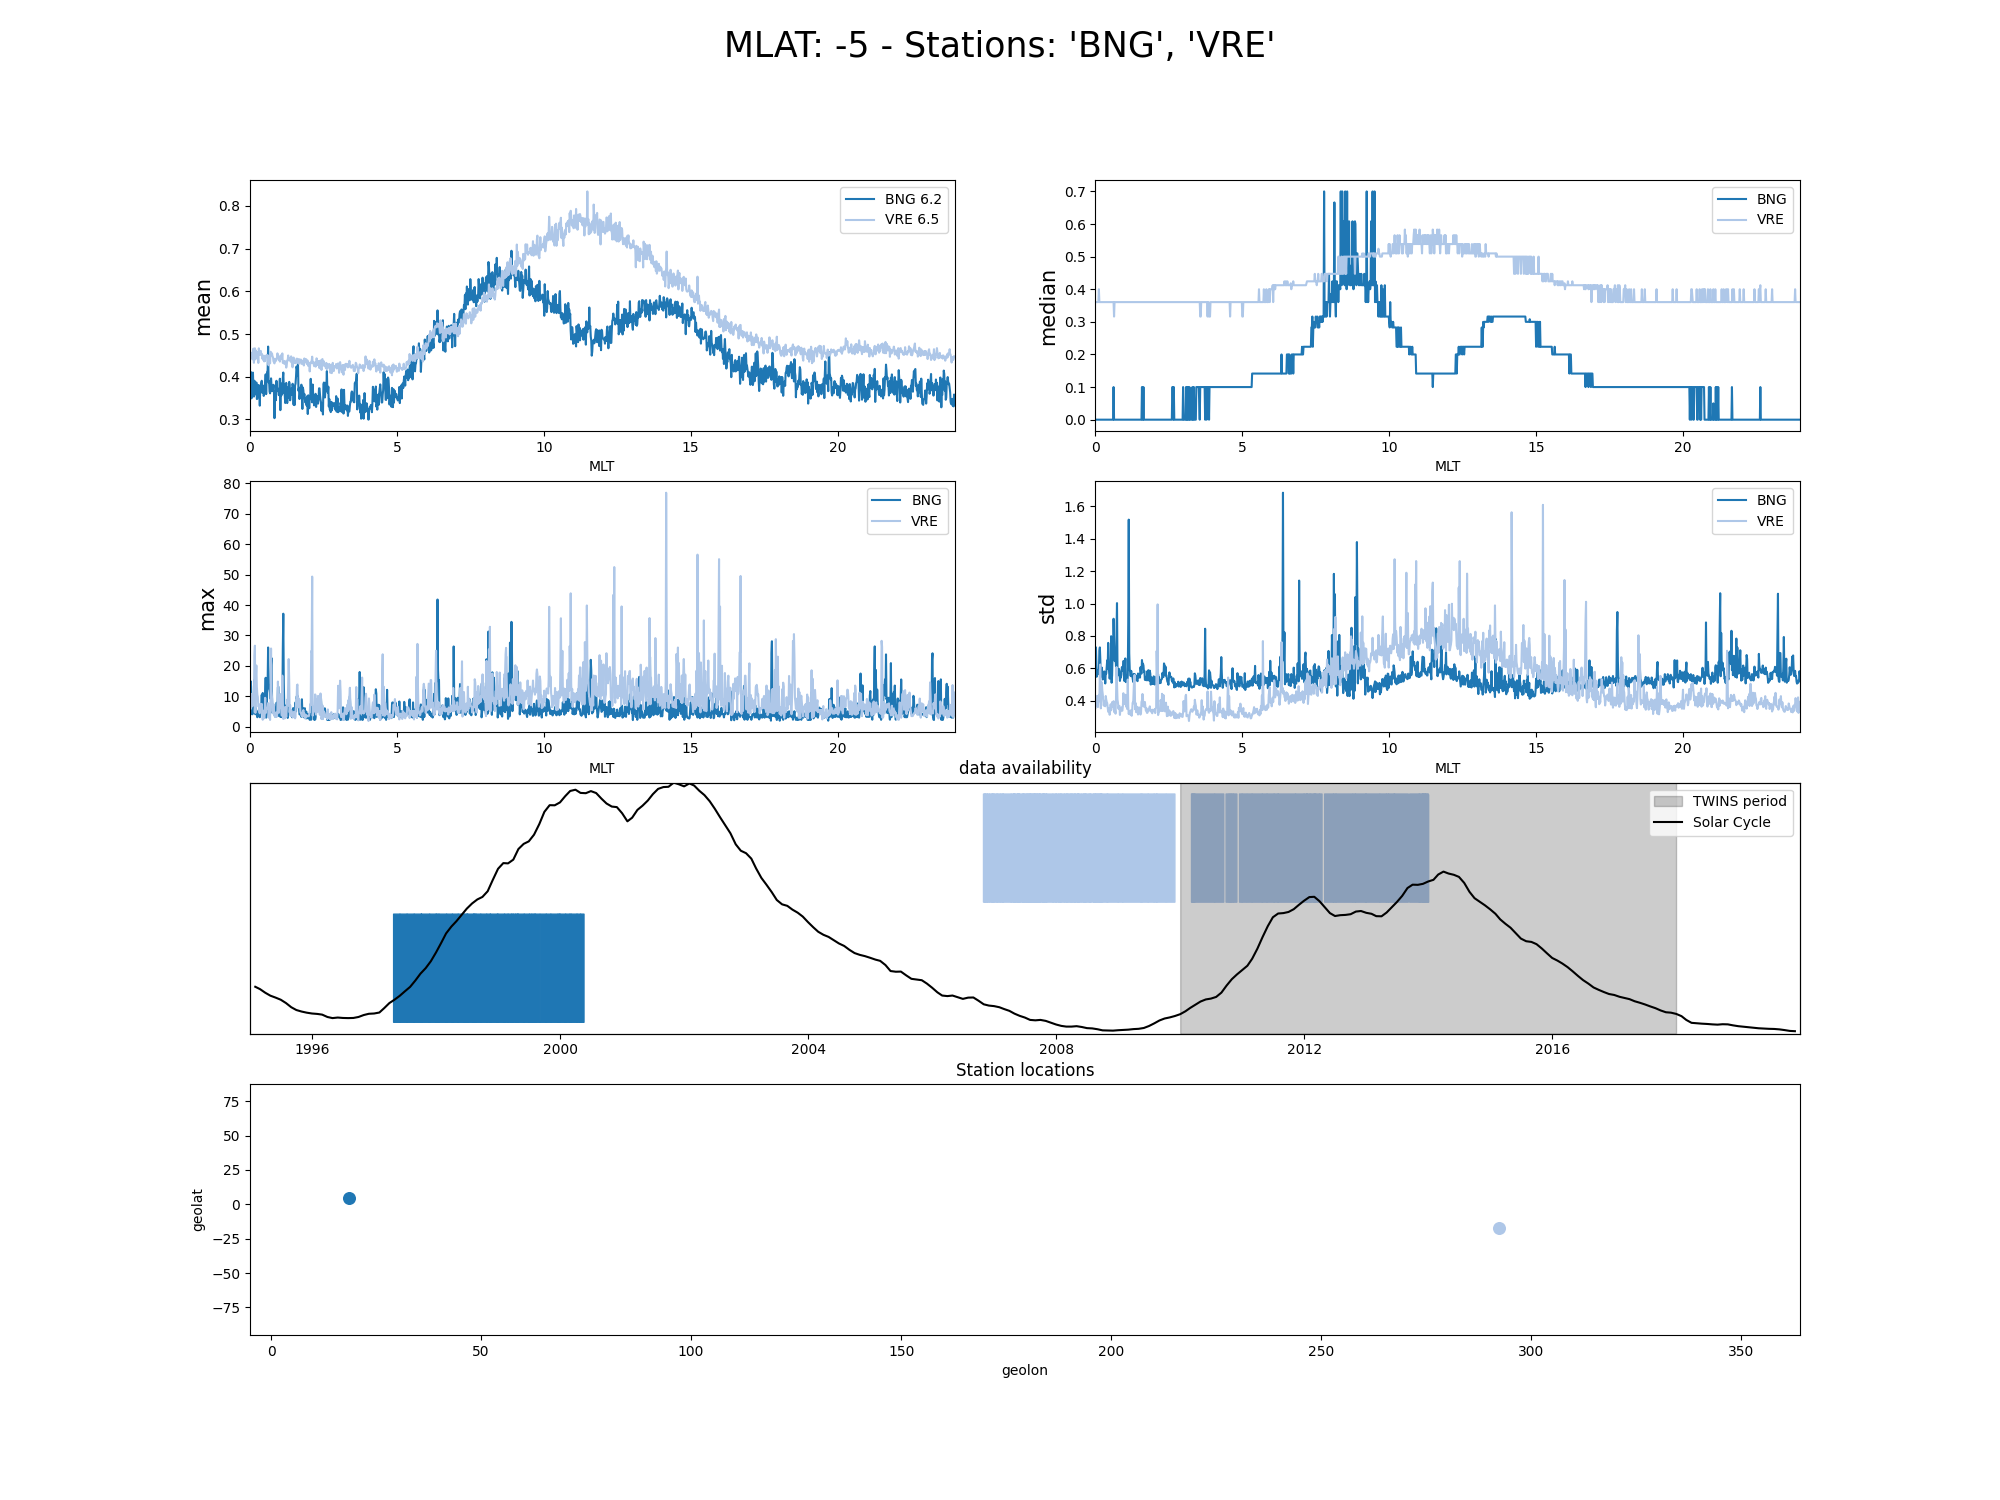 MLAT: -5 - Stations: 'BNG', 'VRE'
mean
0.8
0.7
0.6
0.5
0.4
0.3
BNG 6.2
VRE 6.5
0 5 10 15 20
MLT
median
0.7
0.6
0.5
0.4
0.3
0.2
0.1
0.0
BNG
VRE
0 5 10 15 20
MLT
max
80
70
60
50
40
30
20
10
0
BNG
VRE
0 5 10 15 20
MLT
std
1.6
1.4
1.2
1.0
0.8
0.6
0.4
BNG
VRE
0 5 10 15 20
MLT
data availability
TWINS period
Solar Cycle
1996 2000 2004 2008 2012 2016
Station locations
geolat
75
50
25
0
−25
−50
−75
0 50 100 150 200 250 300 350
geolon